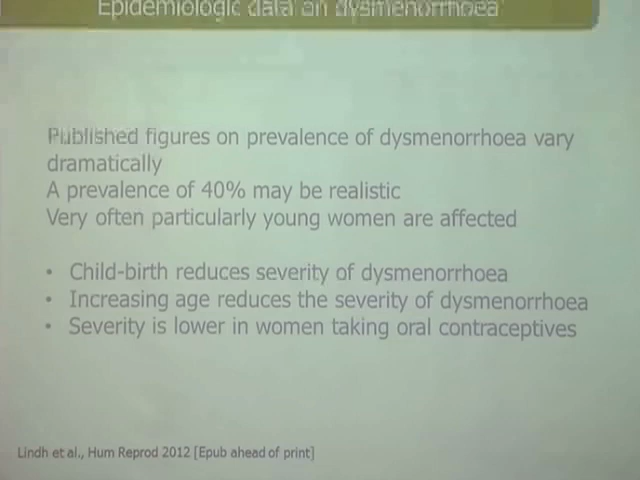 Epidemiologic data on dysmenorrhoea
Published figures on prevalence of dysmenorrhoea vary
dramatically
A prevalence of 40% may be realistic
Very often particularly young women are affected
• Child-birth reduces severity of dysmenorrhoea
• Increasing age reduces the severity of dysmenorrhoea
• Severity is lower in women taking oral contraceptives
Lindh et al., Hum Reprod 2012 [Epub ahead of print]